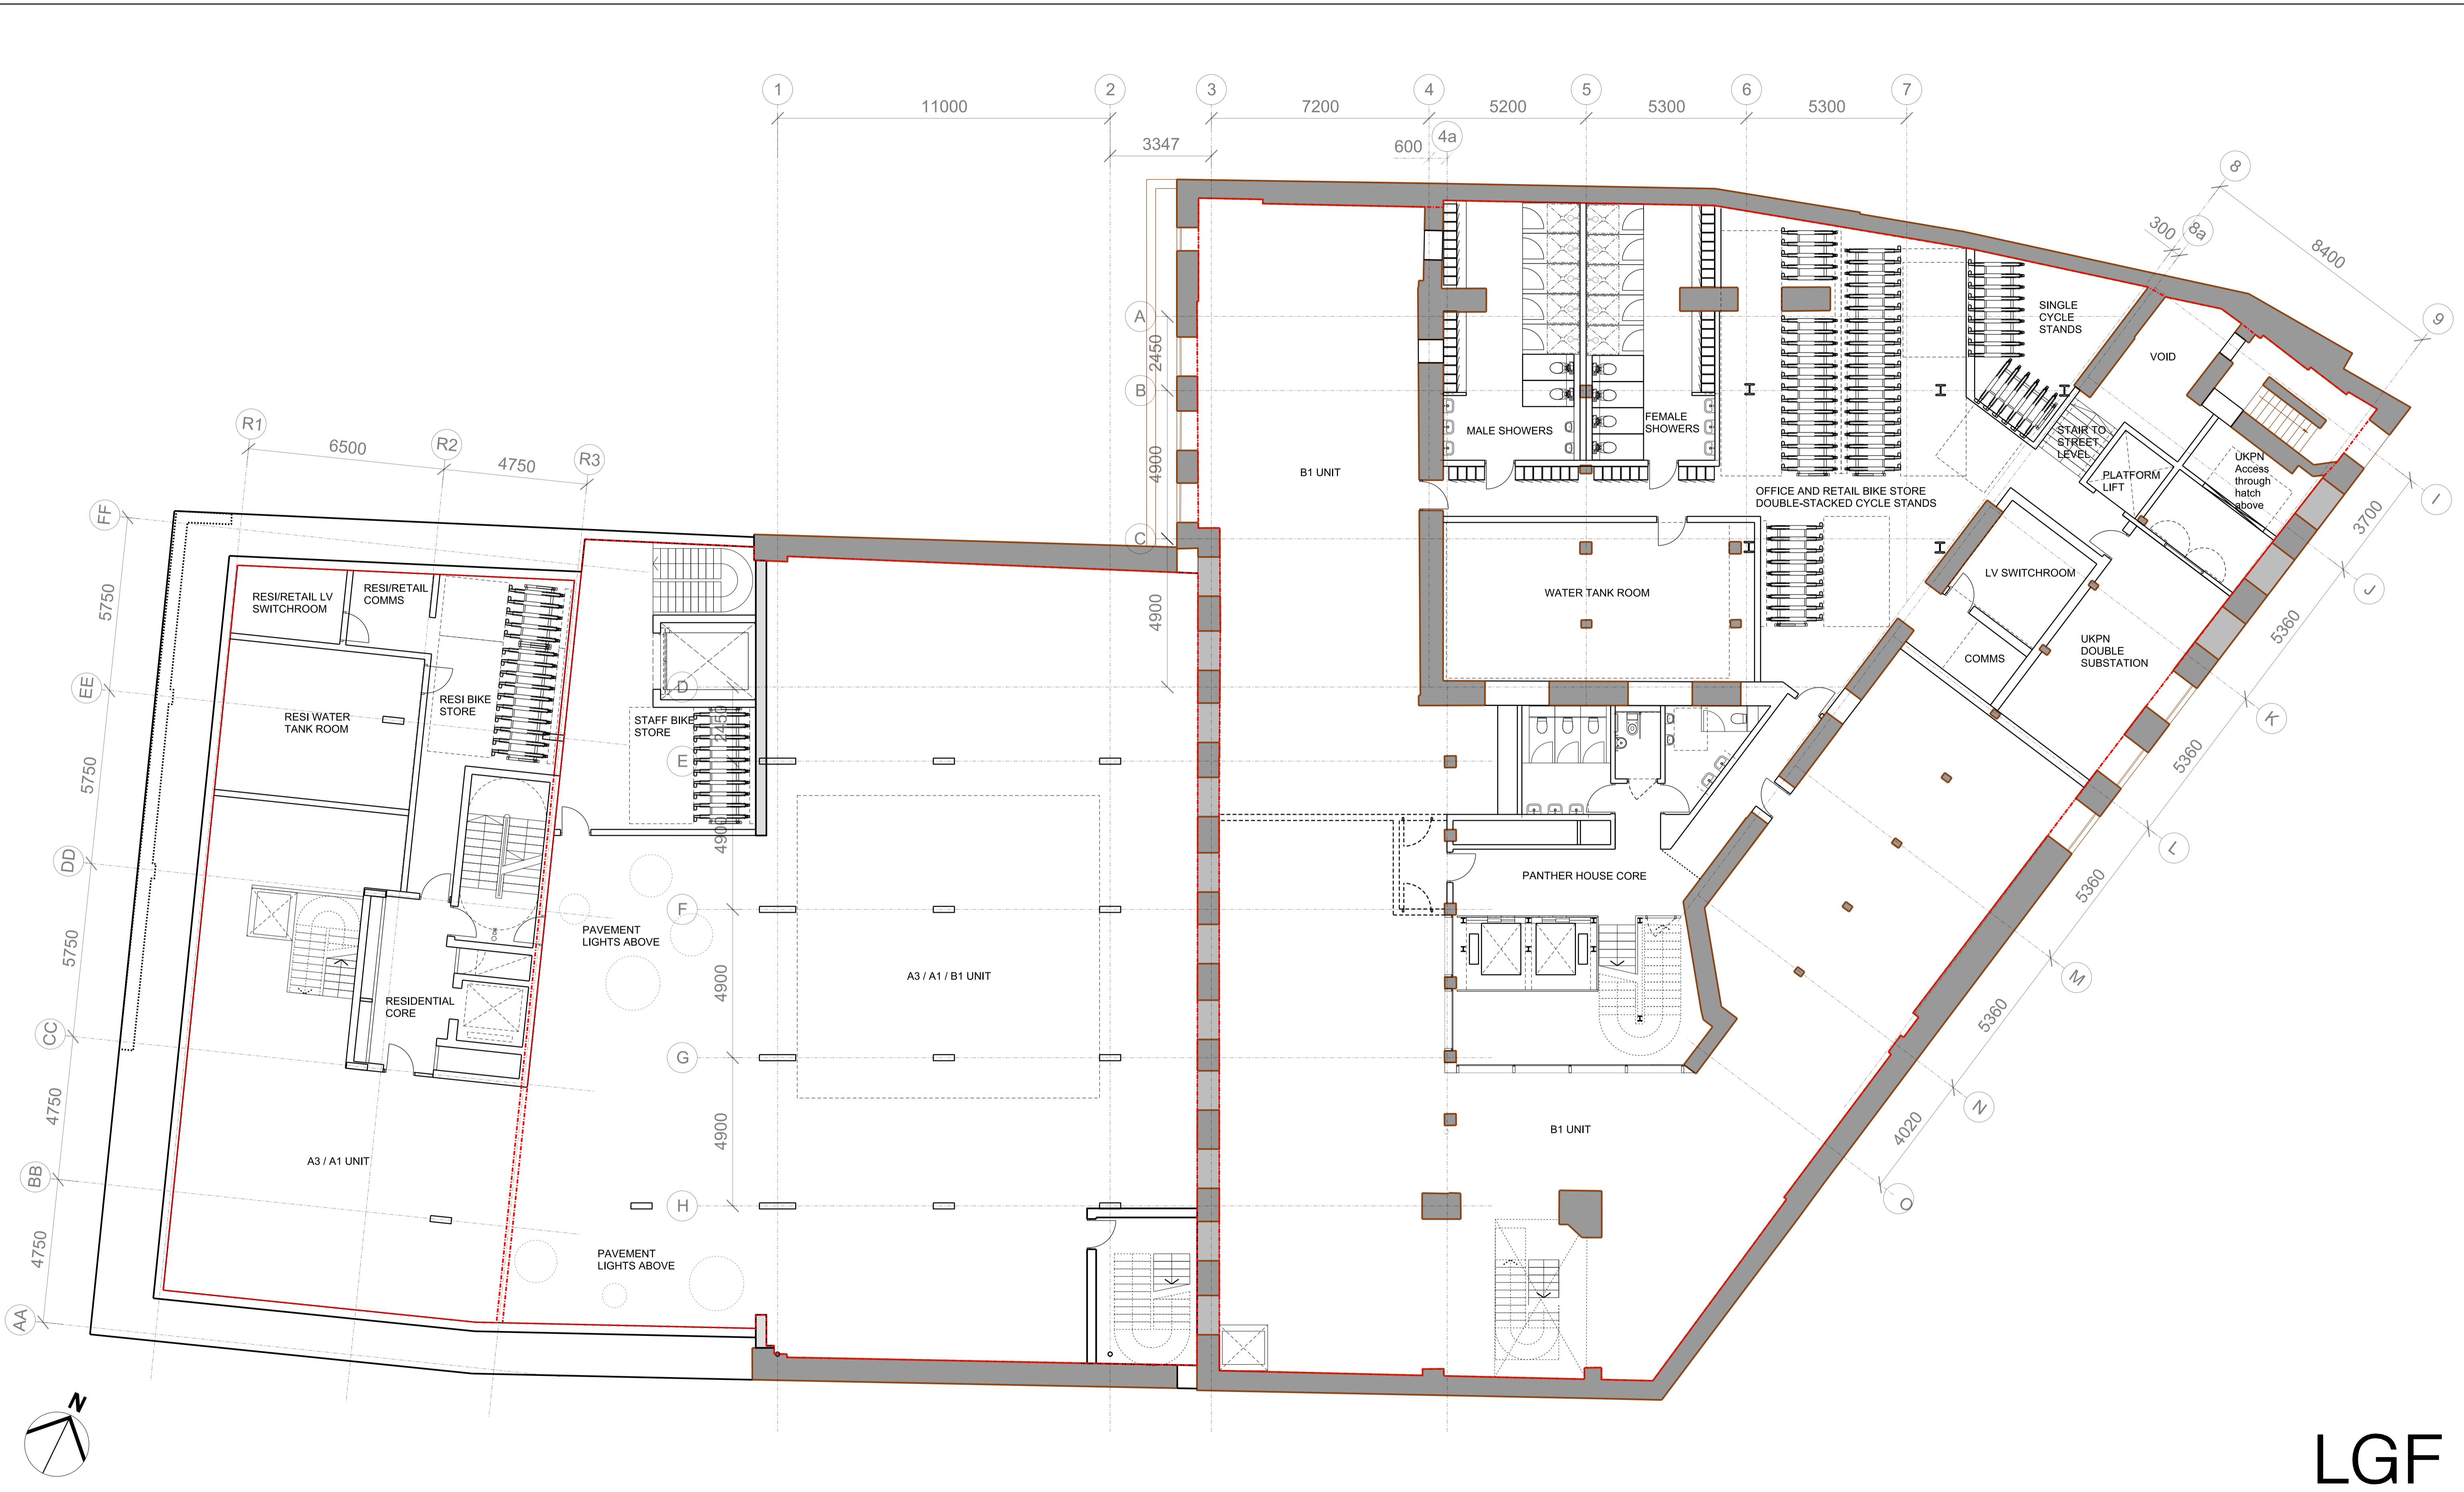 1
2
3
4
5
6
7
11000
7200
5200
5300
5300
3347
600
4a
8
300
8a
8400
9
SINGLE
CYCLE
STANDS
A
2450
VOID
B
R1
6500
R2
4750
R3
MALE SHOWERS
FEMALE
SHOWERS
STAIR TO
STREET
LEVEL
B1 UNIT
4900
PLATFORM
LIFT
UKPN
Access
through
hatch
above
OFFICE AND RETAIL BIKE STORE
DOUBLE-STACKED CYCLE STANDS
I
3700
FF
C
J
LV SWITCHROOM
RESI/RETAIL LV
SWITCHROOM
RESI/RETAIL
COMMS
WATER TANK ROOM
5750
4900
5360
UKPN
DOUBLE
SUBSTATION
COMMS
EE
D
RESI BIKE
STORE
RESI WATER
TANK ROOM
STAFF BIKE
STORE
2450
K
5360
E
5750
4900
L
DD
PANTHER HOUSE CORE
5360
F
PAVEMENT
LIGHTS ABOVE
5750
4900
A3 / A1 / B1 UNIT
M
RESIDENTIAL
CORE
5360
CC
G
4750
4900
N
B1 UNIT
4020
A3 / A1 UNIT
BB
H
O
4750
PAVEMENT
LIGHTS ABOVE
AA
N
LGF